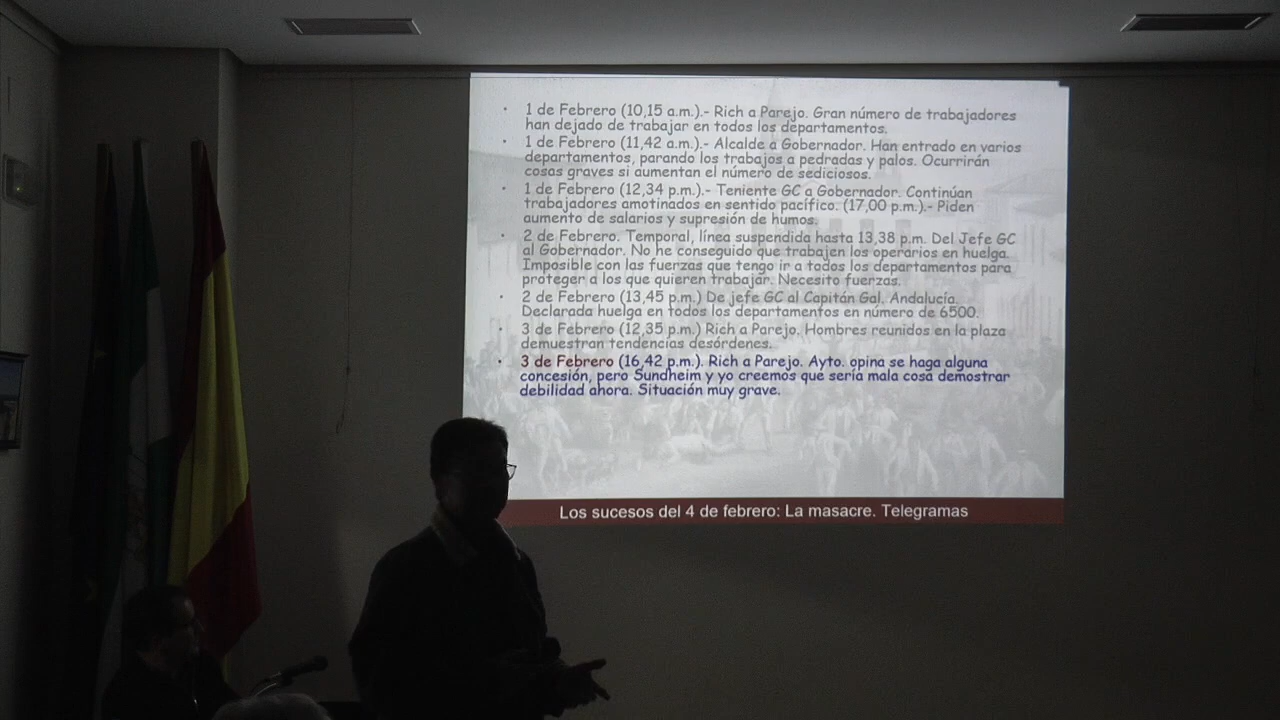 1 de Febrero (10,15 a.m.).- Rich a Parejo. Gran número de trabajadores
han dejado de trabajar en todos los departamentos.
1 de Febrero (11,42 a.m.).- Alcalde a Gobernador. Han entrado en varios
departamentos, parando los trabajos a pedradas y palos. Ocurrirán
cosas graves si aumentan el número de sediciosos.
1 de Febrero (12,34 p.m.).- Teniente GC a Gobernador. Continúan
trabajadores amotinados en sentido pacífico. (17,00 p.m.).- Piden
aumento de salarios y supresión de humos.
2 de Febrero. Temporal, línea suspendida hasta 13,38 p.m. Del Jefe GC
al Gobernador. No he conseguido que trabajen los operarios en huelga.
Imposible con las fuerzas que tengo ir a todos los departamentos para
proteger a los que quieren trabajar. Necesito fuerzas.
2 de Febrero (13,45 p.m.) De jefe GC al Capitán Gal. Andalucía.
Declarada huelga en todos los departamentos en número de 6500.
3 de Febrero (12,35 p.m.) Rich a Parejo. Hombres reunidos en la plaza
demuestran tendencias desórdenes.
3 de Febrero (16,42 p.m.). Rich a Parejo. Ayto. opina se haga alguna
concesión, pero Sundheim y yo creemos que sería mala cosa demostrar
debilidad ahora. Situación muy grave.
Los sucesos del 4 de febrero: La masacre. Telegramas